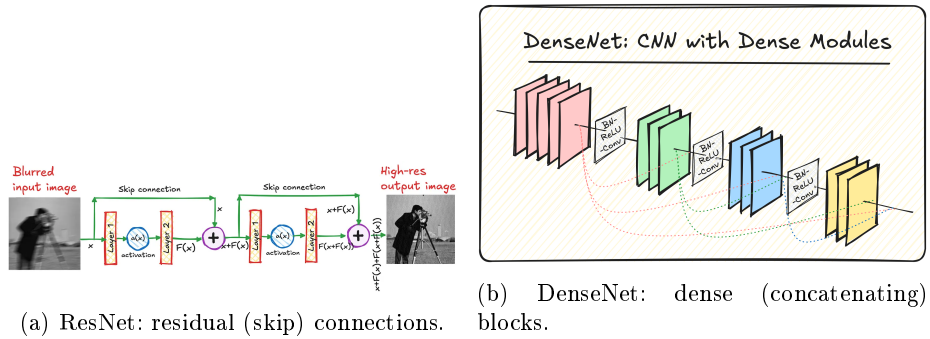 Blurred
input image
Skip connection
Skip connection
High-res
output image
x
Layer 1
a(x)
activation
Layer 2
F(x)
x
+
x+F(x)
Layer 1
a(x)
activation
Layer 2
F(x+F(x))
x+F(x)
+
x+F(x)+F(x+F(x))
(a) ResNet: residual (skip) connections.
DenseNet: CNN with Dense Modules
BN-
ReLU
-Conv
BN-
ReLU
-Conv
BN-
ReLU
-Conv
(b) DenseNet: dense (concatenating)
blocks.